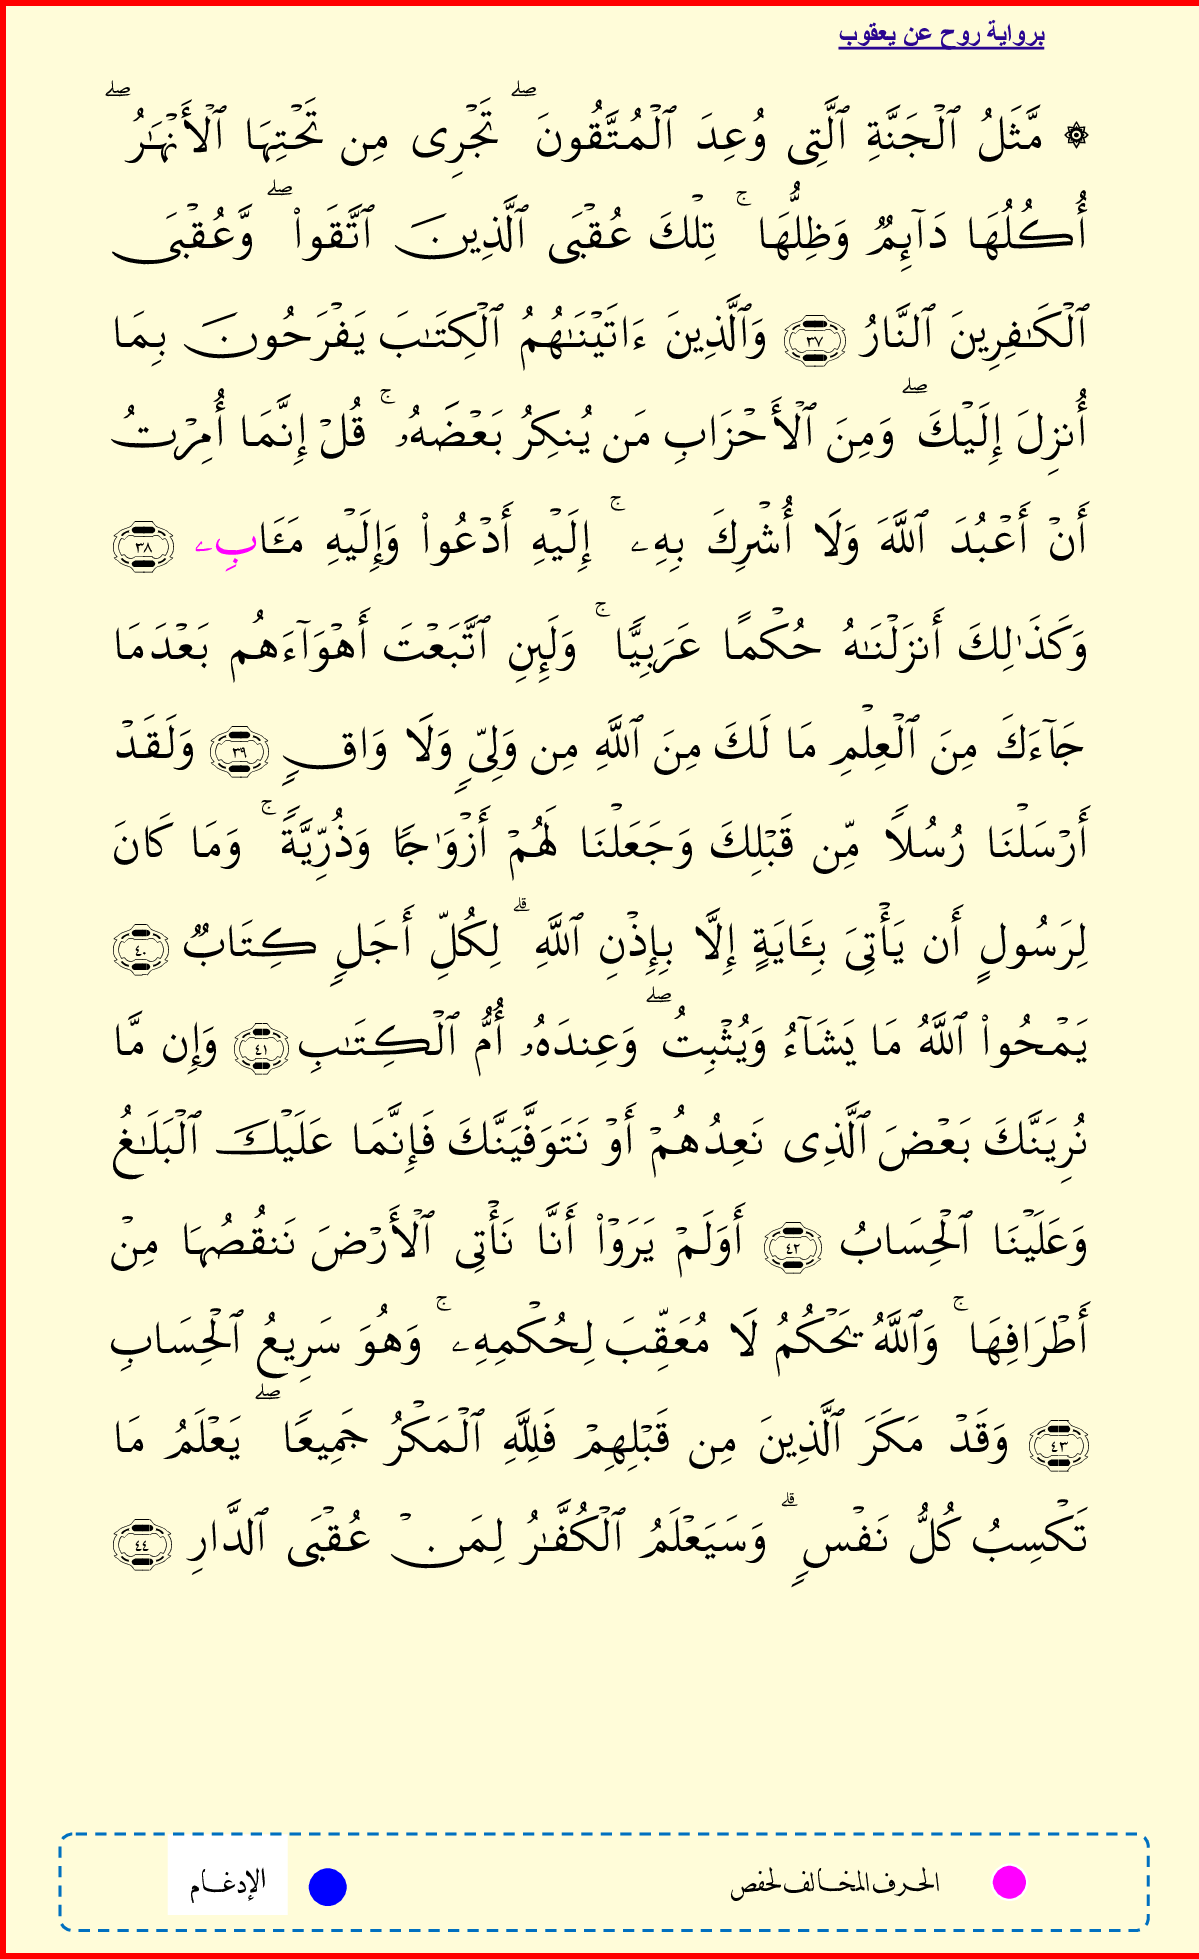 برواية روح عن يعقوب
۞ مَّثَلُ ٱلْجَنَّةِ ٱلَّتِى وُعِدَ ٱلْمُتَّقُونَ ۖ تَجْرِى مِن تَحْتِهَا ٱلْأَنْهَـٰرُ ۖ
أُكُلُهَا دَآئِمٌ وَظِلُّهَا ۚ تِلْكَ عُقْبَى ٱلَّذِينَ ٱتَّقَوا۟ ۖ وَّعُقْبَى
ٱلْكَـٰفِرِينَ ٱلنَّارُ ٣٧ وَٱلَّذِينَ ءَاتَيْنَـٰهُمُ ٱلْكِتَـٰبَ يَفْرَحُونَ بِمَا
أُنزِلَ إِلَيْكَ ۖ وَمِنَ ٱلْأَحْزَابِ مَن يُنكِرُ بَعْضَهُۥ ۚ قُلْ إِنَّمَا أُمِرْتُ
أَنْ أَعْبُدَ ٱللَّهَ وَلَا أُشْرِكَ بِهِۦ ۚ إِلَيْهِ أَدْعُوا۟ وَإِلَيْهِ مَـَٔابِۦ ٣٨
وَكَذَٰلِكَ أَنزَلْنَـٰهُ حُكْمًا عَرَبِيًّا ۚ وَلَئِنِ ٱتَّبَعْتَ أَهْوَآءَهُم بَعْدَمَا
جَآءَكَ مِنَ ٱلْعِلْمِ مَا لَكَ مِنَ ٱللَّهِ مِن وَلِىٍّ وَلَا وَاقٍ ٣٩ وَلَقَدْ
أَرْسَلْنَا رُسُلًا مِّن قَبْلِكَ وَجَعَلْنَا لَهُمْ أَزْوَٰجًا وَذُرِّيَّةً ۚ وَمَا كَانَ
لِرَسُولٍ أَن يَأْتِىَ بِـَٔايَةٍ إِلَّا بِإِذْنِ ٱللَّهِ ۗ لِكُلِّ أَجَلٍ كِتَابٌ ٤٠
يَمْحُوا۟ ٱللَّهُ مَا يَشَآءُ وَيُثْبِتُ ۖ وَعِندَهُۥ أُمُّ ٱلْكِتَـٰبِ ٤١ وَإِن مَّا
نُرِيَنَّكَ بَعْضَ ٱلَّذِى نَعِدُهُمْ أَوْ نَتَوَفَّيَنَّكَ فَإِنَّمَا عَلَيْكَ ٱلْبَلَـٰغُ
وَعَلَيْنَا ٱلْحِسَابُ ٤٢ أَوَلَمْ يَرَوْا۟ أَنَّا نَأْتِى ٱلْأَرْضَ نَنقُصُهَا مِنْ
أَطْرَافِهَا ۚ وَٱللَّهُ يَحْكُمُ لَا مُعَقِّبَ لِحُكْمِهِۦ ۚ وَهُوَ سَرِيعُ ٱلْحِسَابِ
٤٣ وَقَدْ مَكَرَ ٱلَّذِينَ مِن قَبْلِهِمْ فَلِلَّهِ ٱلْمَكْرُ جَمِيعًا ۖ يَعْلَمُ مَا
تَكْسِبُ كُلُّ نَفْسٍ ۗ وَسَيَعْلَمُ ٱلْكُفَّـٰرُ لِمَنْ عُقْبَى ٱلدَّارِ ٤٤
الحرف المخالف لحفص
الإدغام